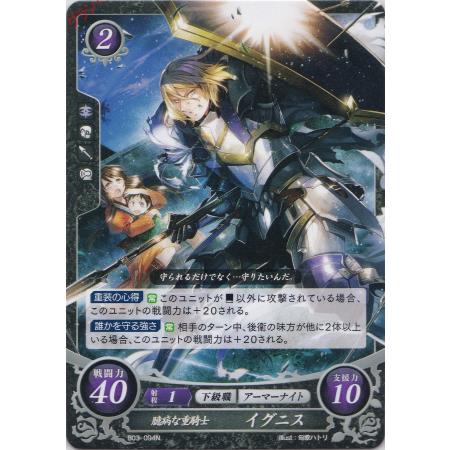 2
守られるだけでなく…守りたいんだ。
重装の心得 常 このユニットが■以外に攻撃されている場合、
このユニットの戦闘力は＋20される。
誰かを守る強さ 常 相手のターン中、後衛の味方が他に2体以上
いる場合、このユニットの戦闘力は＋20される。
戦闘力 40
射程 1
下級職 アーマーナイト
支援力 10
臆病な重騎士 イグニス
B03-094N